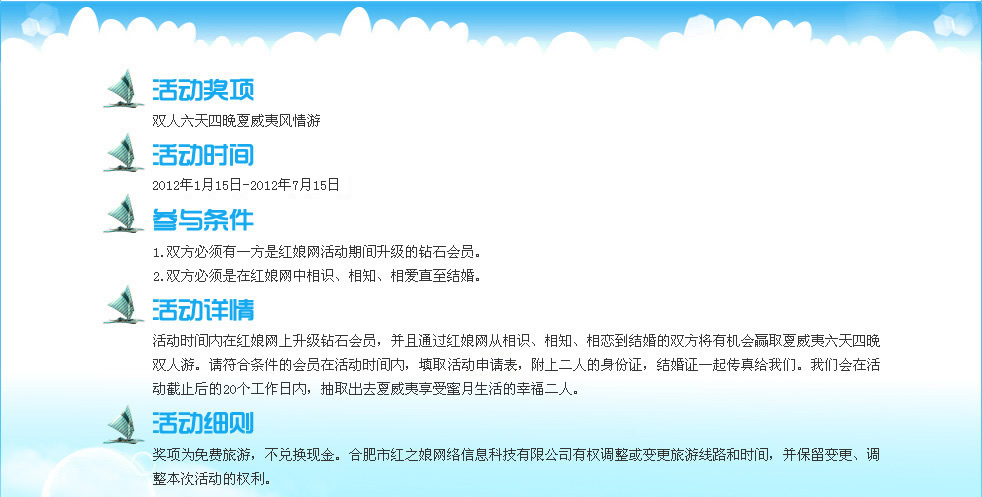 活动奖项
双人六天四晚夏威夷风情游
活动时间
2012年1月15日-2012年7月15日
参与条件
1.双方必须有一方是红娘网活动期间升级的钻石会员。
2.双方必须是在红娘网中相识、相知、相爱直至结婚。
活动详情
活动时间内在红娘网上升级钻石会员，并且通过红娘网从相识、相知、相恋到结婚的双方将有机会赢取夏威夷六天四晚
双人游。请符合条件的会员在活动时间内，填取活动申请表，附上二人的身份证，结婚证一起传真给我们。我们会在活
动截止后的20个工作日内，抽取出去夏威夷享受蜜月生活的幸福二人。
活动细则
奖项为免费旅游，不兑换现金。合肥市红之娘网络信息科技有限公司有权调整或变更旅游线路和时间，并保留变更、调
整本次活动的权利。